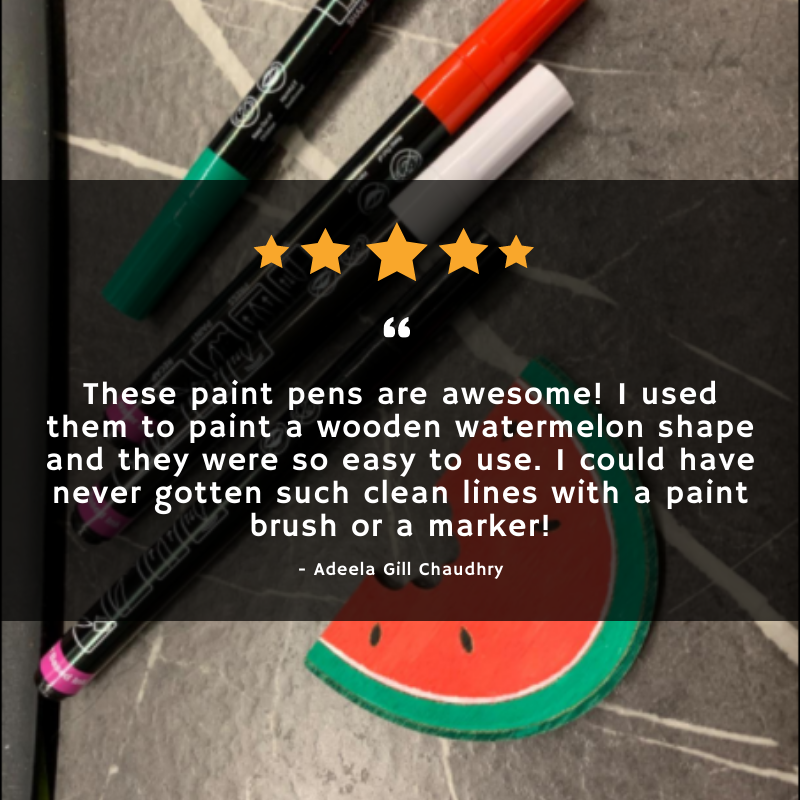 “
These paint pens are awesome! I used
them to paint a wooden watermelon shape
and they were so easy to use. I could have
never gotten such clean lines with a paint
brush or a marker!
- Adeela Gill Chaudhry